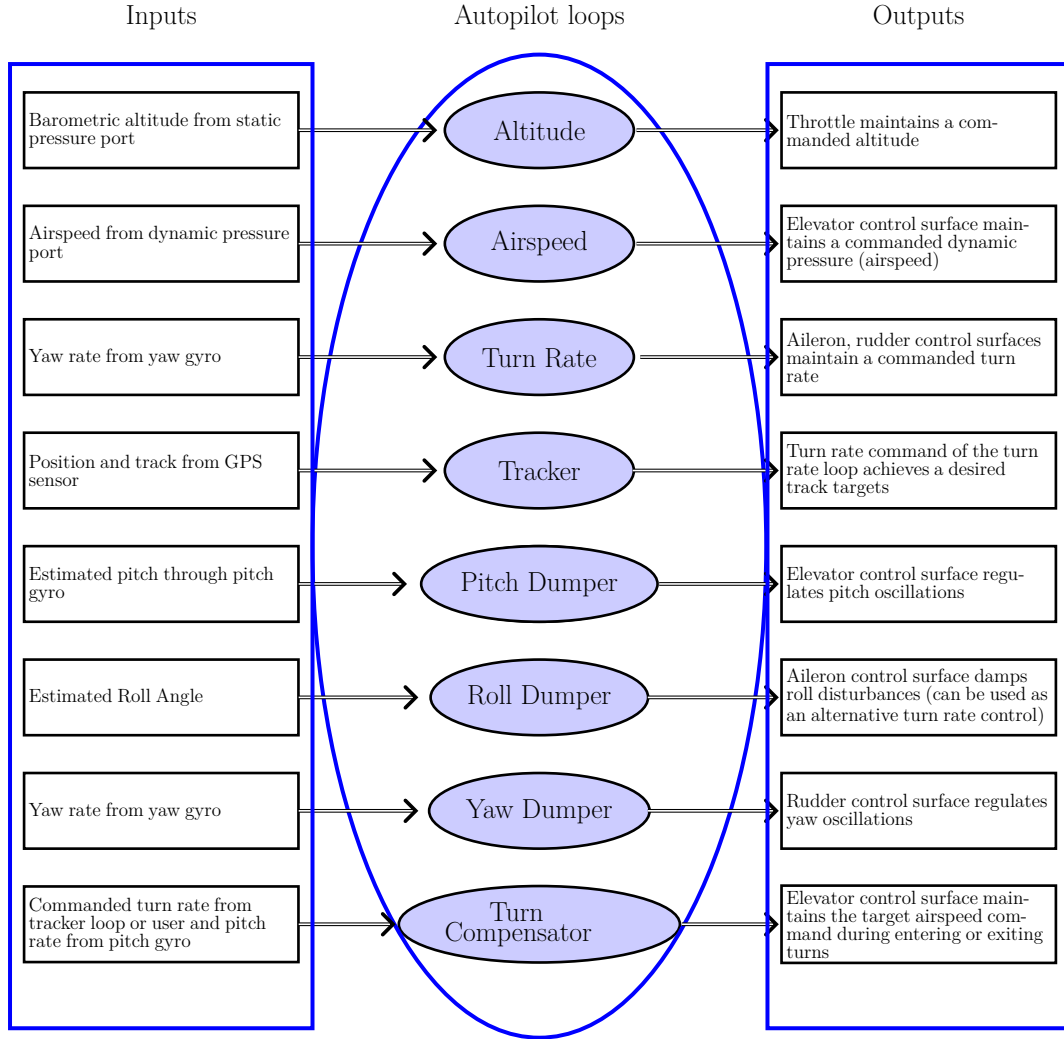 Inputs
Autopilot loops
Outputs
Barometric altitude from static
pressure port
Altitude
Throttle maintains a com-
manded altitude
Airspeed from dynamic pressure
port
Airspeed
Elevator control surface main-
tains a commanded dynamic
pressure (airspeed)
Yaw rate from yaw gyro
Turn Rate
Aileron, rudder control surfaces
maintain a commanded turn
rate
Position and track from GPS
sensor
Tracker
Turn rate command of the turn
rate loop achieves a desired
track targets
Estimated pitch through pitch
gyro
Pitch Dumper
Elevator control surface regu-
lates pitch oscillations
Estimated Roll Angle
Roll Dumper
Aileron control surface damps
roll disturbances (can be used as
an alternative turn rate control)
Yaw rate from yaw gyro
Yaw Dumper
Rudder control surface regulates
yaw oscillations
Commanded turn rate from
tracker loop or user and pitch
rate from pitch gyro
Turn
Compensator
Elevator control surface main-
tains the target airspeed com-
mand during entering or exiting
turns